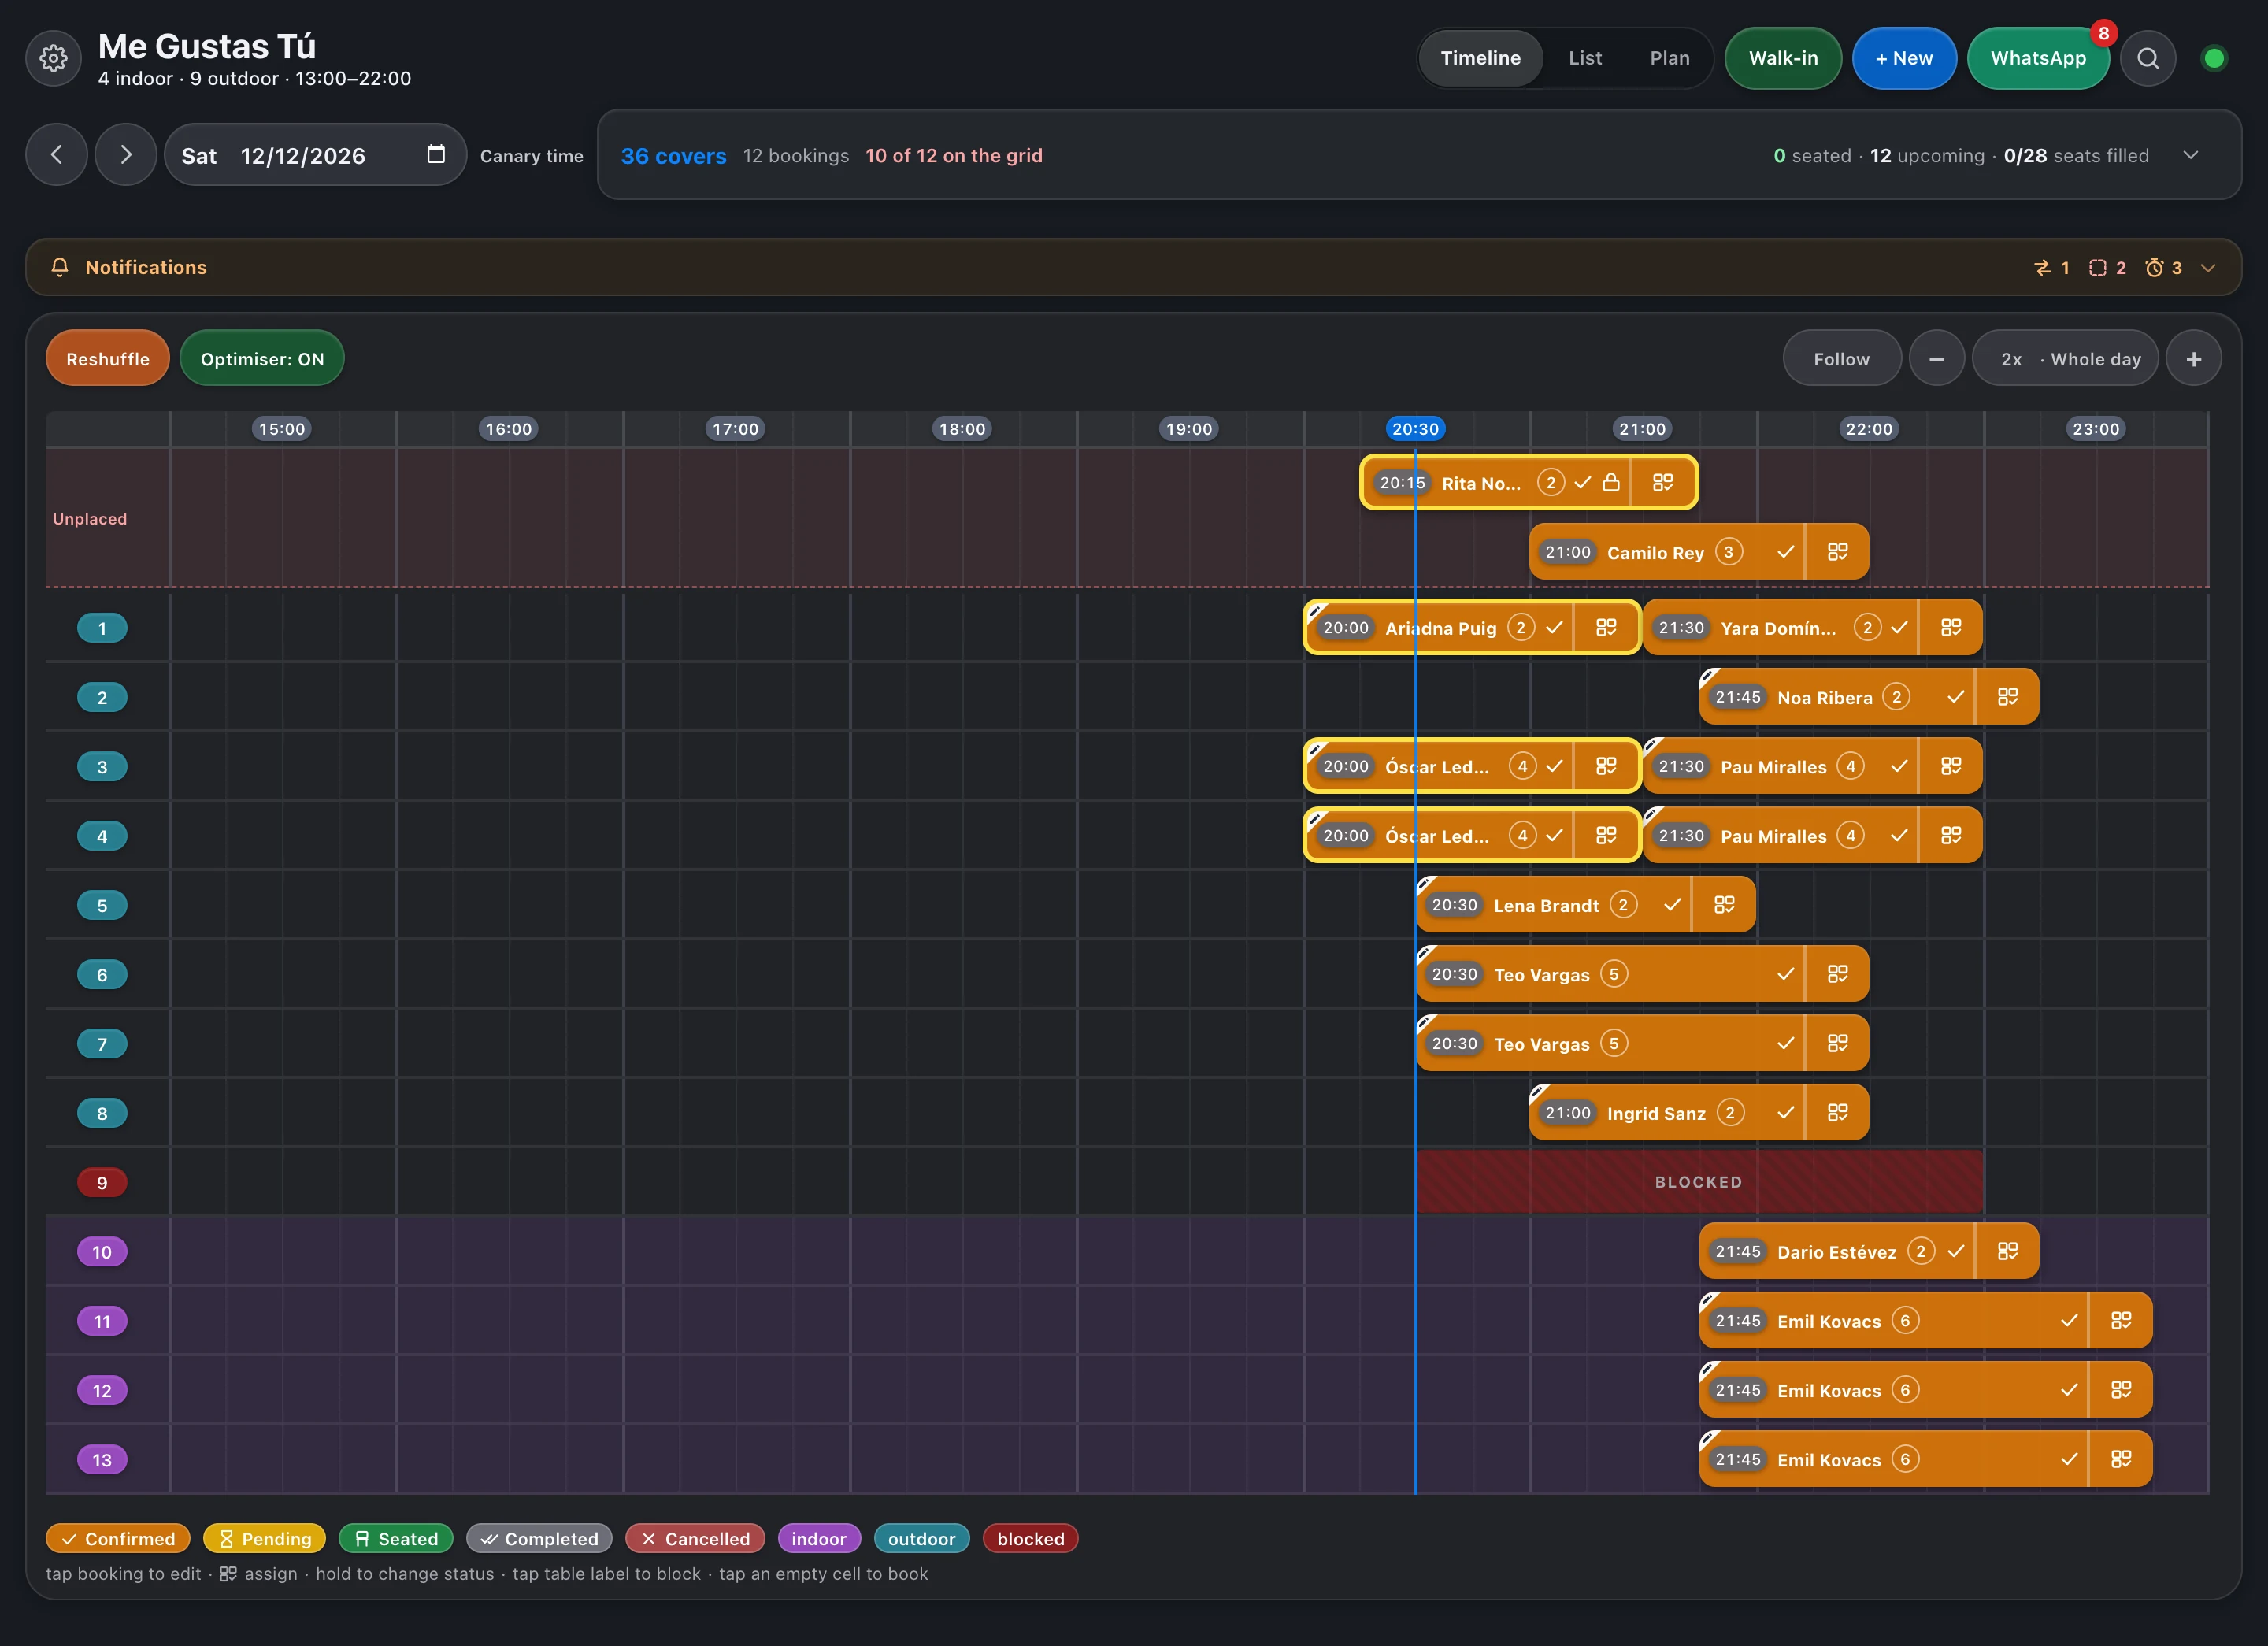 Me Gustas Tú
4 indoor · 9 outdoor · 13:00–22:00
Timeline List Plan Walk-in + New WhatsApp 8
Sat 12/12/2026 Canary time
36 covers 12 bookings 10 of 12 on the grid
0 seated · 12 upcoming · 0/28 seats filled
Notifications 1 2 3
Reshuffle Optimiser: ON Follow − 2x · Whole day +
15:00 16:00 17:00 18:00 19:00 20:30 21:00 22:00 23:00
Unplaced
20:15 Rita No... 2
21:00 Camilo Rey 3
1 20:00 Ariadna Puig 2 21:30 Yara Domín... 2
2 21:45 Noa Ribera 2
3 20:00 Óscar Led... 4 21:30 Pau Miralles 4
4 20:00 Óscar Led... 4 21:30 Pau Miralles 4
5 20:30 Lena Brandt 2
6 20:30 Teo Vargas 5
7 20:30 Teo Vargas 5
8 21:00 Ingrid Sanz 2
9 BLOCKED
10 21:45 Dario Estévez 2
11 21:45 Emil Kovacs 6
12 21:45 Emil Kovacs 6
13 21:45 Emil Kovacs 6
Confirmed Pending Seated Completed Cancelled indoor outdoor blocked
tap booking to edit · assign · hold to change status · tap table label to block · tap an empty cell to book